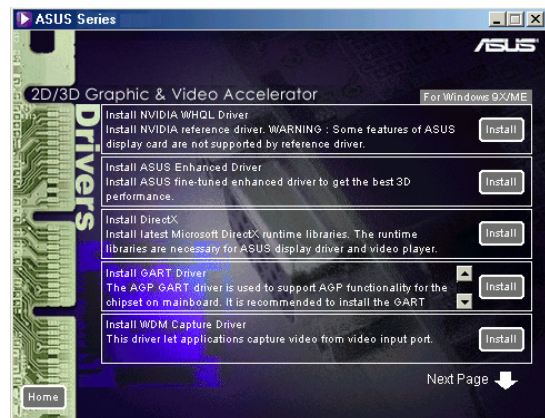 ASUS Series
ASUS
2D/3D Graphic & Video Accelerator
For Windows 9X/ME
Drivers
Install NVIDIA WHQL Driver
Install NVIDIA reference driver. WARNING : Some features of ASUS
display card are not supported by reference driver.
Install
Install ASUS Enhanced Driver
Install ASUS fine-tuned enhanced driver to get the best 3D
performance.
Install
Install DirectX
Install latest Microsoft DirectX runtime libraries. The runtime
libraries are necessary for ASUS display driver and video player.
Install
Install GART Driver
The AGP GART driver is used to support AGP functionality for the
chipset on mainboard. It is recommended to install the GART
Install
Install WDM Capture Driver
This driver let applications capture video from video input port.
Install
Next Page
Home